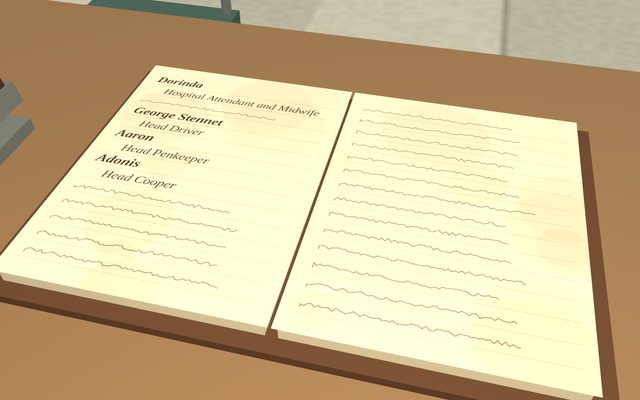 Dorinda
Hospital Attendant and Midwife
George Stennet
Head Driver
Aaron
Head Penkeeper
Adonis
Head Cooper